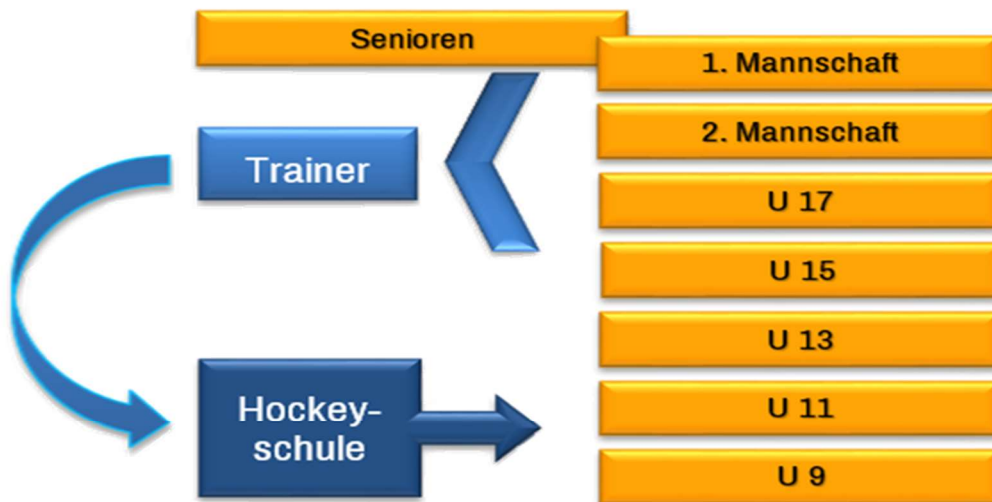 Senioren
1. Mannschaft
2. Mannschaft
Trainer
U 17
U 15
U 13
Hockey-
schule
U 11
U 9